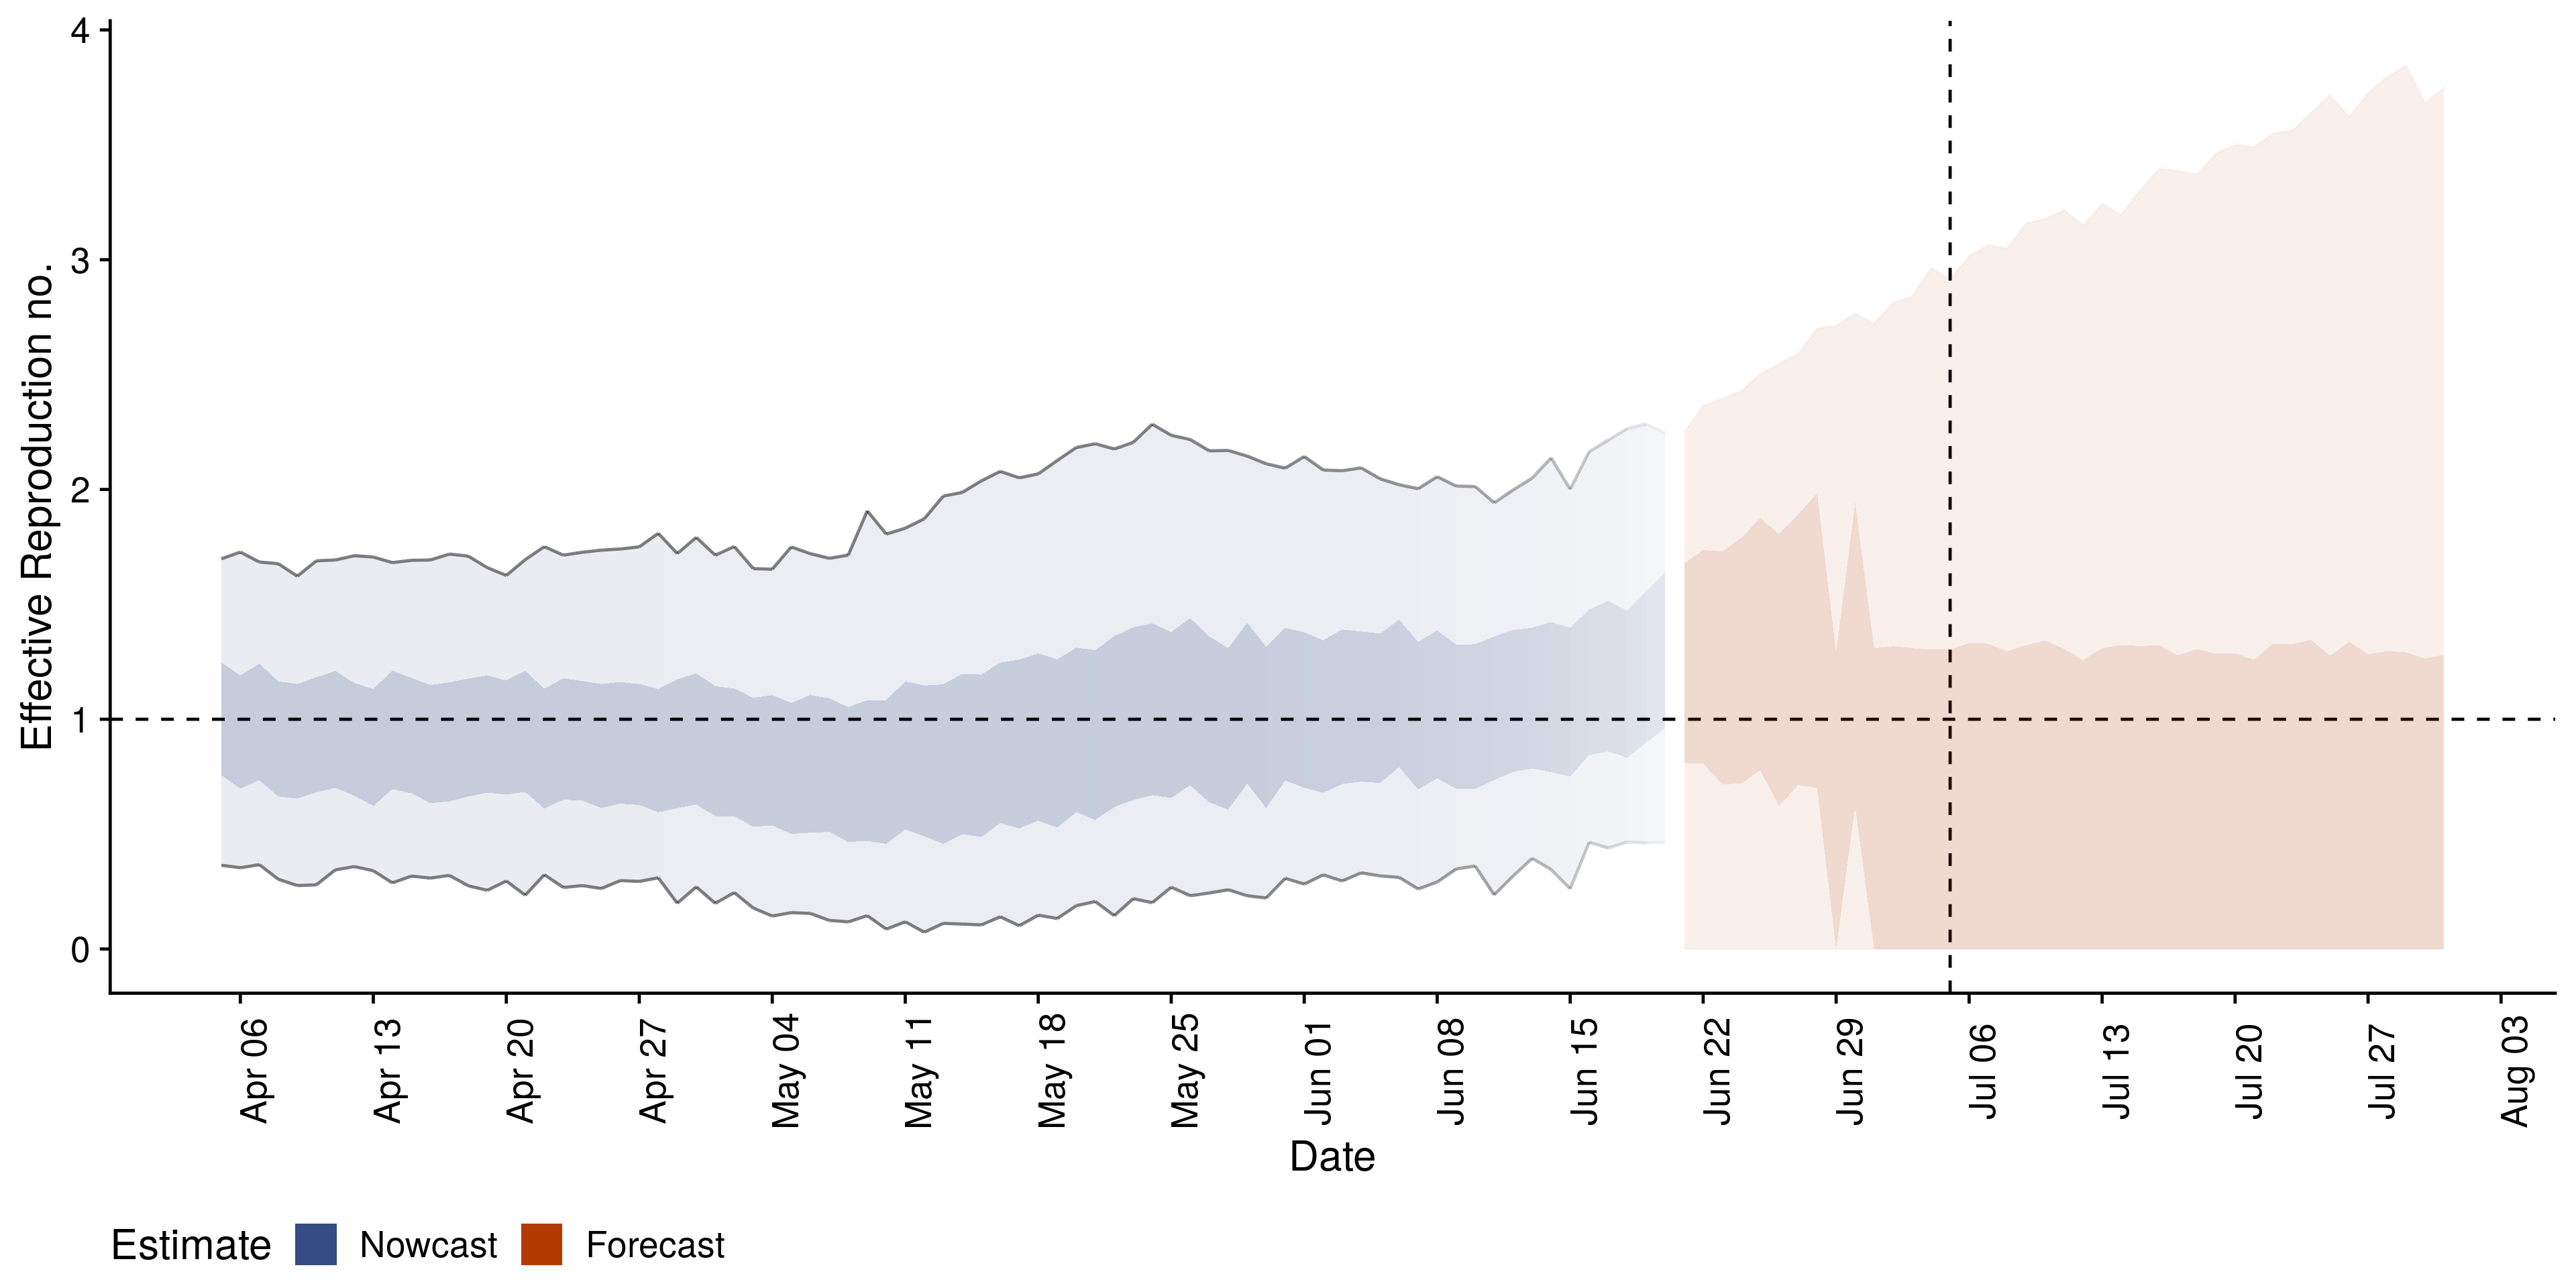 Effective Reproduction no.
4
3
2
1
0
Apr 06
Apr 13
Apr 20
Apr 27
May 04
May 11
May 18
May 25
Jun 01
Jun 08
Jun 15
Jun 22
Jun 29
Jul 06
Jul 13
Jul 20
Jul 27
Aug 03
Date
Estimate Nowcast Forecast